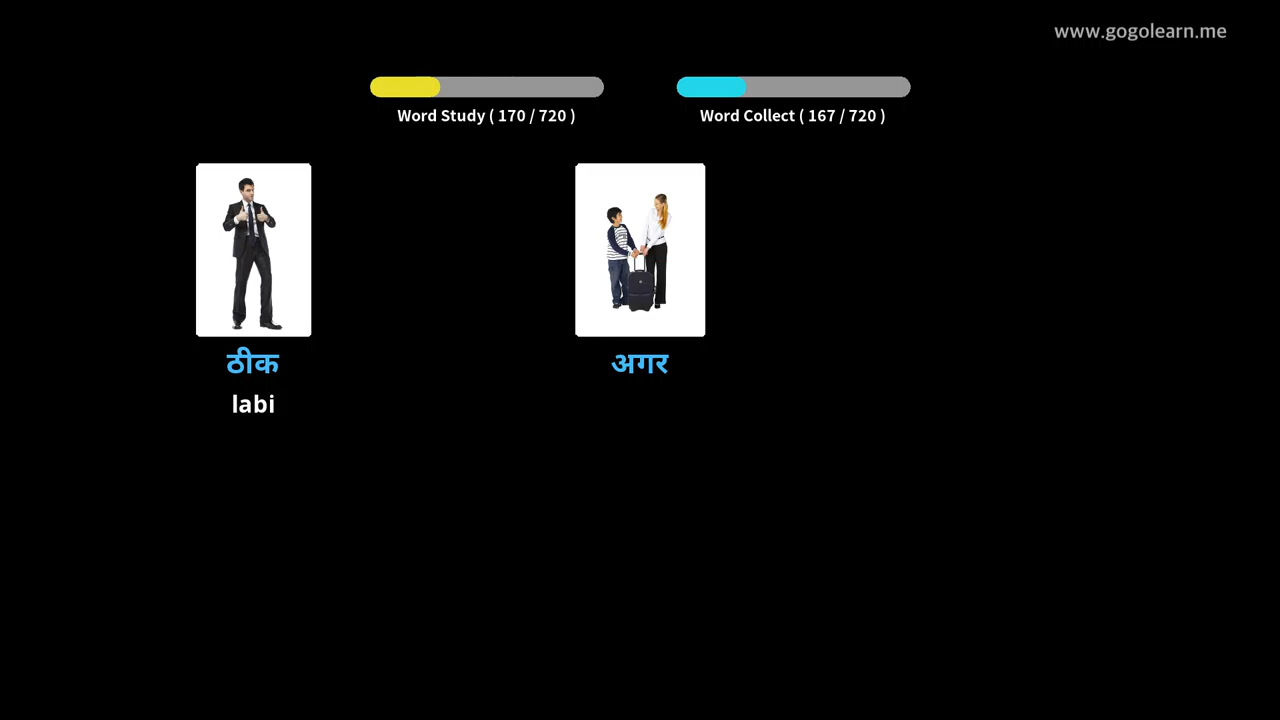 www.gogolearn.me
Word Study ( 170 / 720 )
Word Collect ( 167 / 720 )
ठीक
अगर
labi